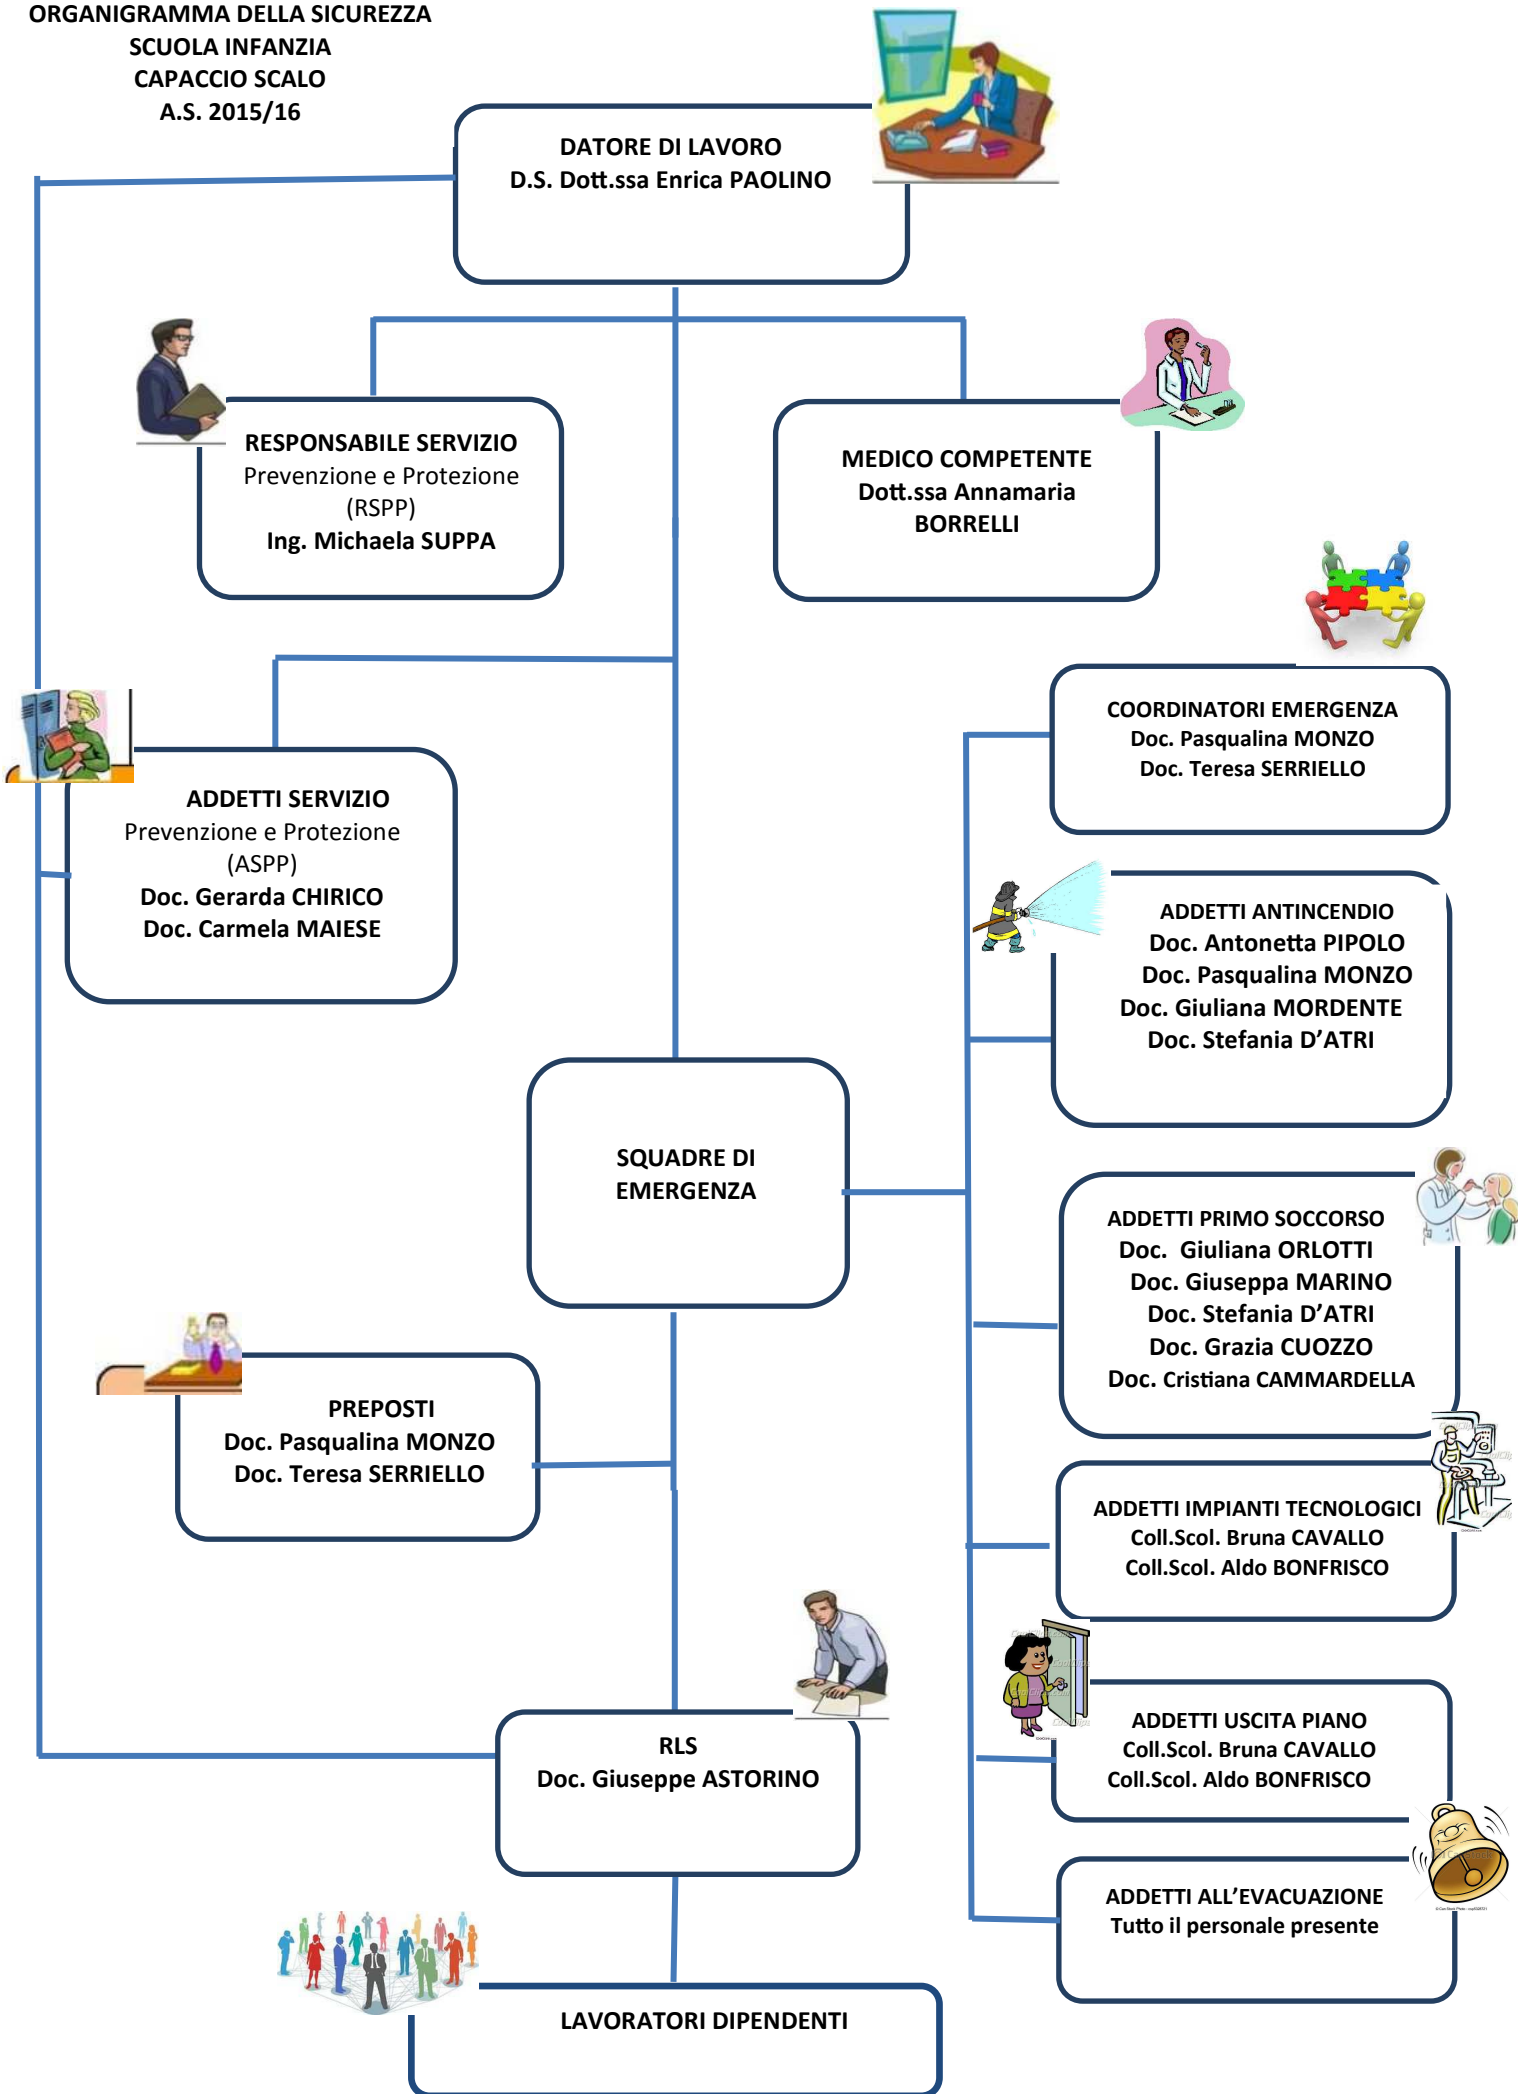 ORGANIGRAMMA DELLA SICUREZZA
SCUOLA INFANZIA
CAPACCIO SCALO
A.S. 2015/16
DATORE DI LAVORO
D.S. Dott.ssa Enrica PAOLINO
RESPONSABILE SERVIZIO
Prevenzione e Protezione
(RSPP)
Ing. Michaela SUPPA
MEDICO COMPETENTE
Dott.ssa Annamaria
BORRELLI
COORDINATORI EMERGENZA
Doc. Pasqualina MONZO
Doc. Teresa SERRIELLO
ADDETTI SERVIZIO
Prevenzione e Protezione
(ASPP)
Doc. Gerarda CHIRICO
Doc. Carmela MAIESE
ADDETTI ANTINCENDIO
Doc. Antonetta PIPOLO
Doc. Pasqualina MONZO
Doc. Giuliana MORDENTE
Doc. Stefania D’ATRI
SQUADRE DI
EMERGENZA
ADDETTI PRIMO SOCCORSO
Doc. Giuliana ORLOTTI
Doc. Giuseppa MARINO
Doc. Stefania D’ATRI
Doc. Grazia CUOZZO
Doc. Cristiana CAMMARDELLA
PREPOSTI
Doc. Pasqualina MONZO
Doc. Teresa SERRIELLO
ADDETTI IMPIANTI TECNOLOGICI
Coll.Scol. Bruna CAVALLO
Coll.Scol. Aldo BONFRISCO
ADDETTI USCITA PIANO
Coll.Scol. Bruna CAVALLO
Coll.Scol. Aldo BONFRISCO
RLS
Doc. Giuseppe ASTORINO
ADDETTI ALL’EVACUAZIONE
Tutto il personale presente
LAVORATORI DIPENDENTI